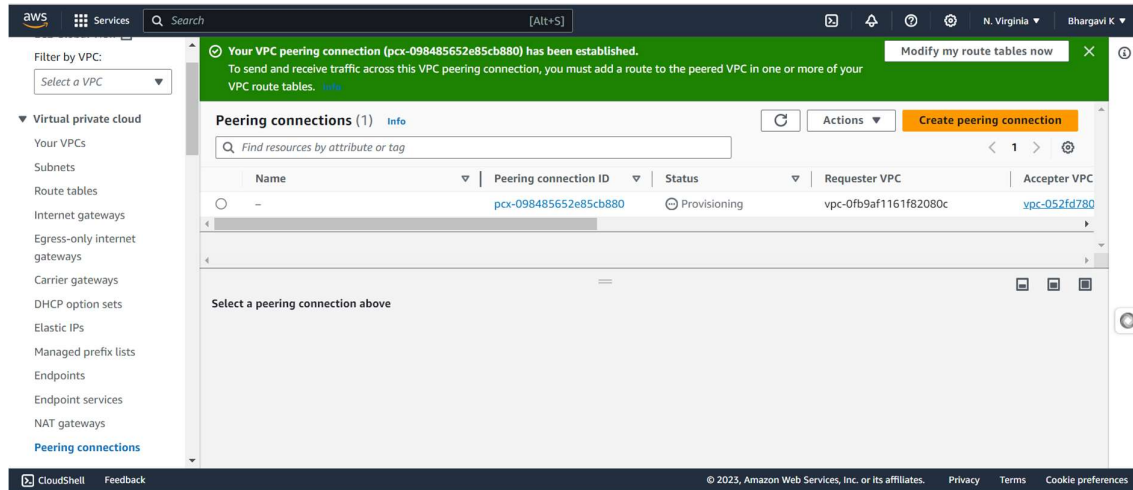 aws Services Search [Alt+S] N. Virginia ▼ Bhargavi K ▼
Filter by VPC:
Select a VPC
Virtual private cloud
Your VPCs
Subnets
Route tables
Internet gateways
Egress-only internet
gateways
Carrier gateways
DHCP option sets
Elastic IPs
Managed prefix lists
Endpoints
Endpoint services
NAT gateways
Peering connections
Your VPC peering connection (pcx-098485652e85cb880) has been established.
To send and receive traffic across this VPC peering connection, you must add a route to the peered VPC in one or more of your
VPC route tables. Info
Modify my route tables now
Peering connections (1) Info
Actions ▼
Create peering connection
Find resources by attribute or tag
1
Name Peering connection ID Status Requester VPC Accepter VPC
– pcx-098485652e85cb880 Provisioning vpc-0fb9af1161f82080c vpc-052fd780
Select a peering connection above
CloudShell Feedback © 2023, Amazon Web Services, Inc. or its affiliates. Privacy Terms Cookie preferences